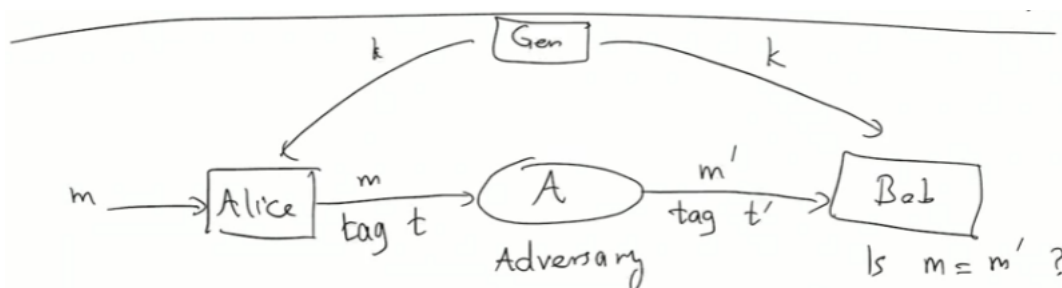 Gen
k
k
m
Alice
m
tag t
A
Adversary
m'
tag t'
Bob
Is m = m' ?